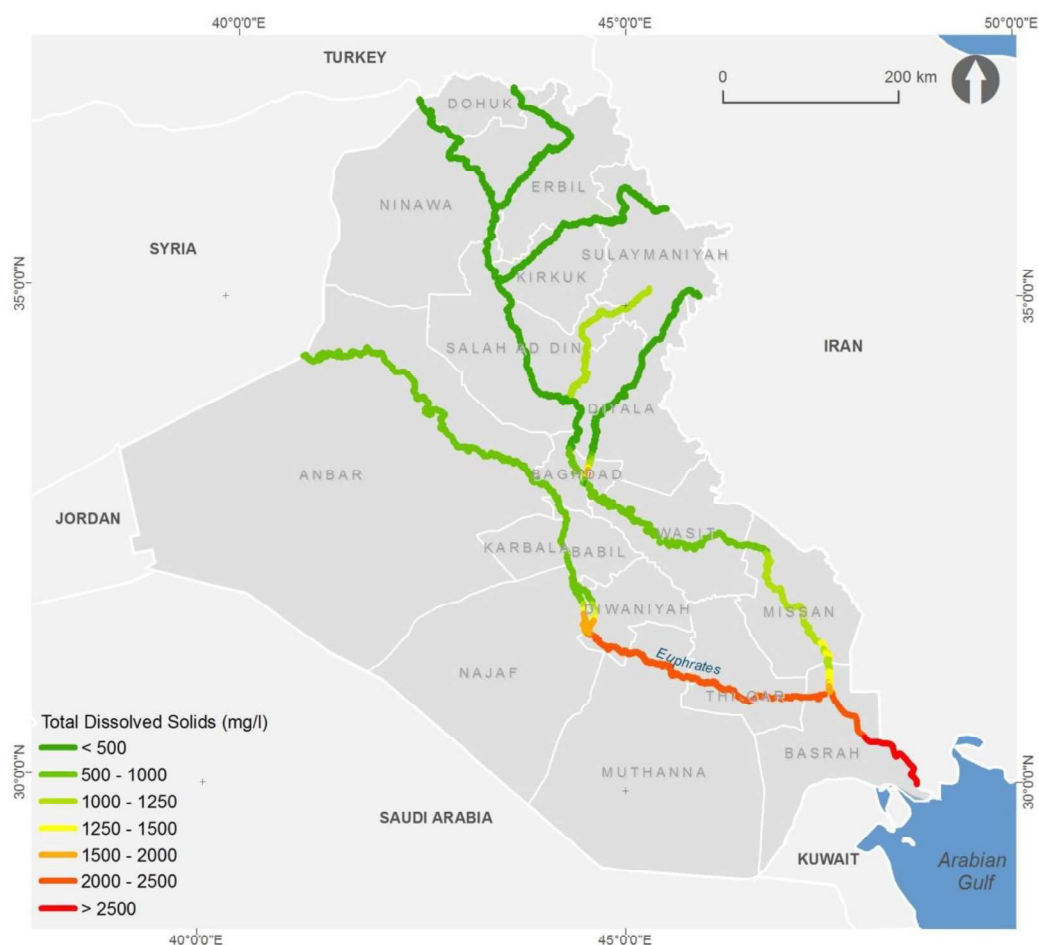 40°0'0"E
45°0'0"E
50°0'0"E
TURKEY
0
200 km
DOHUK
ERBIL
NINAWA
SYRIA
SULAYMANIYAH
KIRKUK
35°0'0"N
35°0'0"N
SALAH AD DIN
IRAN
DIYALA
ANBAR
BAGHDAD
JORDAN
WASIT
KARBALA
BABIL
DIWANIYAH
MISSAN
Euphrates
NAJAF
THI QAR
Total Dissolved Solids (mg/l)
< 500
500 - 1000
1000 - 1250
1250 - 1500
1500 - 2000
2000 - 2500
> 2500
BASRAH
MUTHANNA
30°0'0"N
30°0'0"N
SAUDI ARABIA
KUWAIT
Arabian
Gulf
40°0'0"E
45°0'0"E